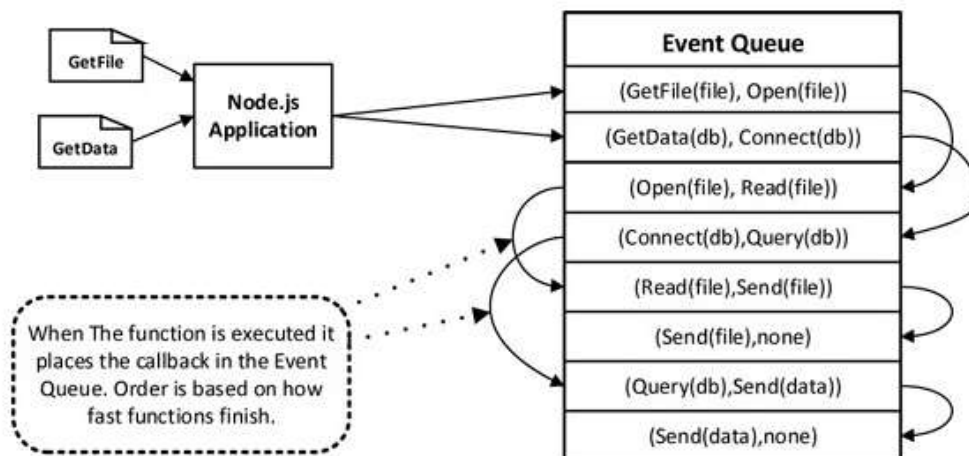 GetFile
GetData
Node.js
Application
Event Queue
(GetFile(file), Open(file))
(GetData(db), Connect(db))
(Open(file), Read(file))
(Connect(db),Query(db))
(Read(file),Send(file))
(Send(file),none)
(Query(db),Send(data))
(Send(data),none)
When The function is executed it
places the callback in the Event
Queue. Order is based on how
fast functions finish.